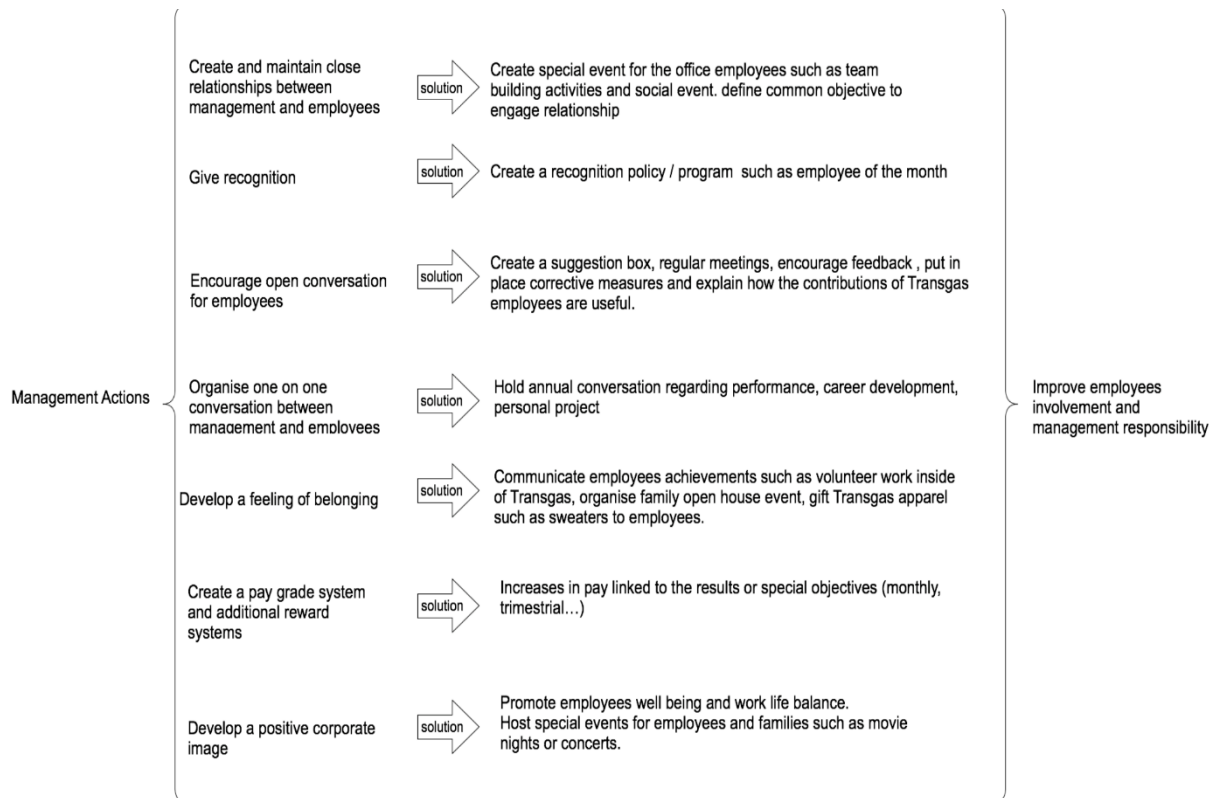 Create and maintain close
relationships between
management and employees
solution
Create special event for the office employees such as team
building activities and social event. define common objective to
engage relationship
Give recognition
solution
Create a recognition policy / program such as employee of the month
Encourage open conversation
for employees
solution
Create a suggestion box, regular meetings, encourage feedback , put in
place corrective measures and explain how the contributions of Transgas
employees are useful.
Management Actions
Organise one on one
conversation between
management and employees
solution
Hold annual conversation regarding performance, career development,
personal project
Improve employees
involvement and
management responsibility
Develop a feeling of belonging
solution
Communicate employees achievements such as volunteer work inside
of Transgas, organise family open house event, gift Transgas apparel
such as sweaters to employees.
Create a pay grade system
and additional reward
systems
solution
Increases in pay linked to the results or special objectives (monthly,
trimestrial…)
Develop a positive corporate
image
solution
Promote employees well being and work life balance.
Host special events for employees and families such as movie
nights or concerts.